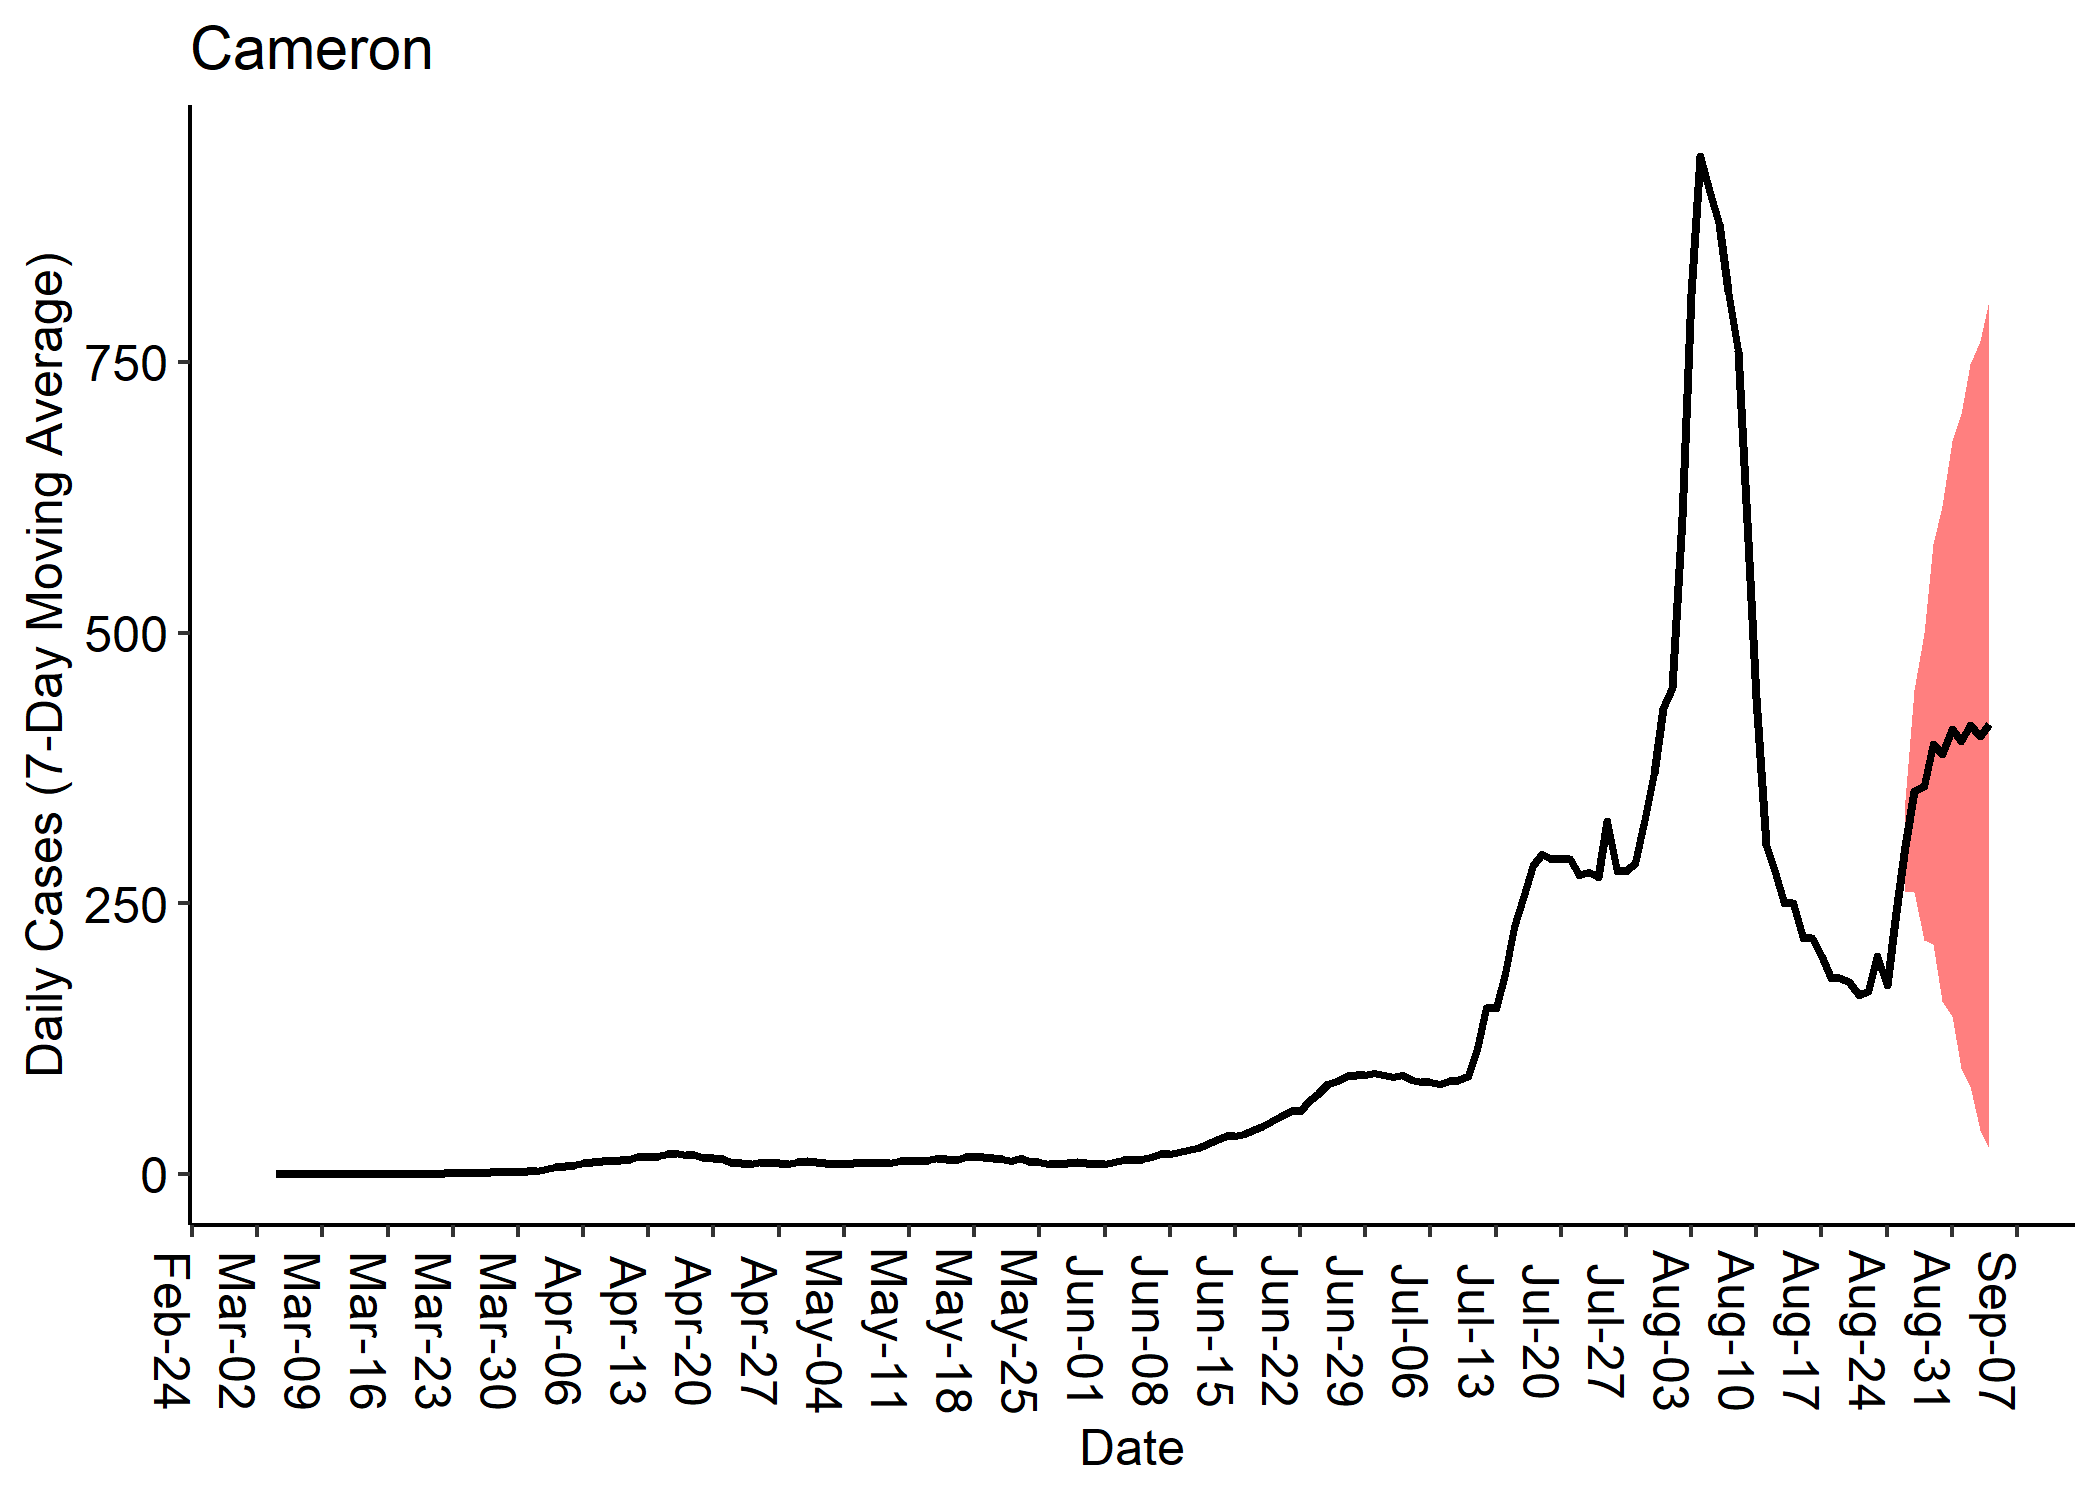 Cameron
Daily Cases (7-Day Moving Average)
750
500
250
0
Feb-24
Mar-02
Mar-09
Mar-16
Mar-23
Mar-30
Apr-06
Apr-13
Apr-20
Apr-27
May-04
May-11
May-18
May-25
Jun-01
Jun-08
Jun-15
Jun-22
Jun-29
Jul-06
Jul-13
Jul-20
Jul-27
Aug-03
Aug-10
Aug-17
Aug-24
Aug-31
Sep-07
Date